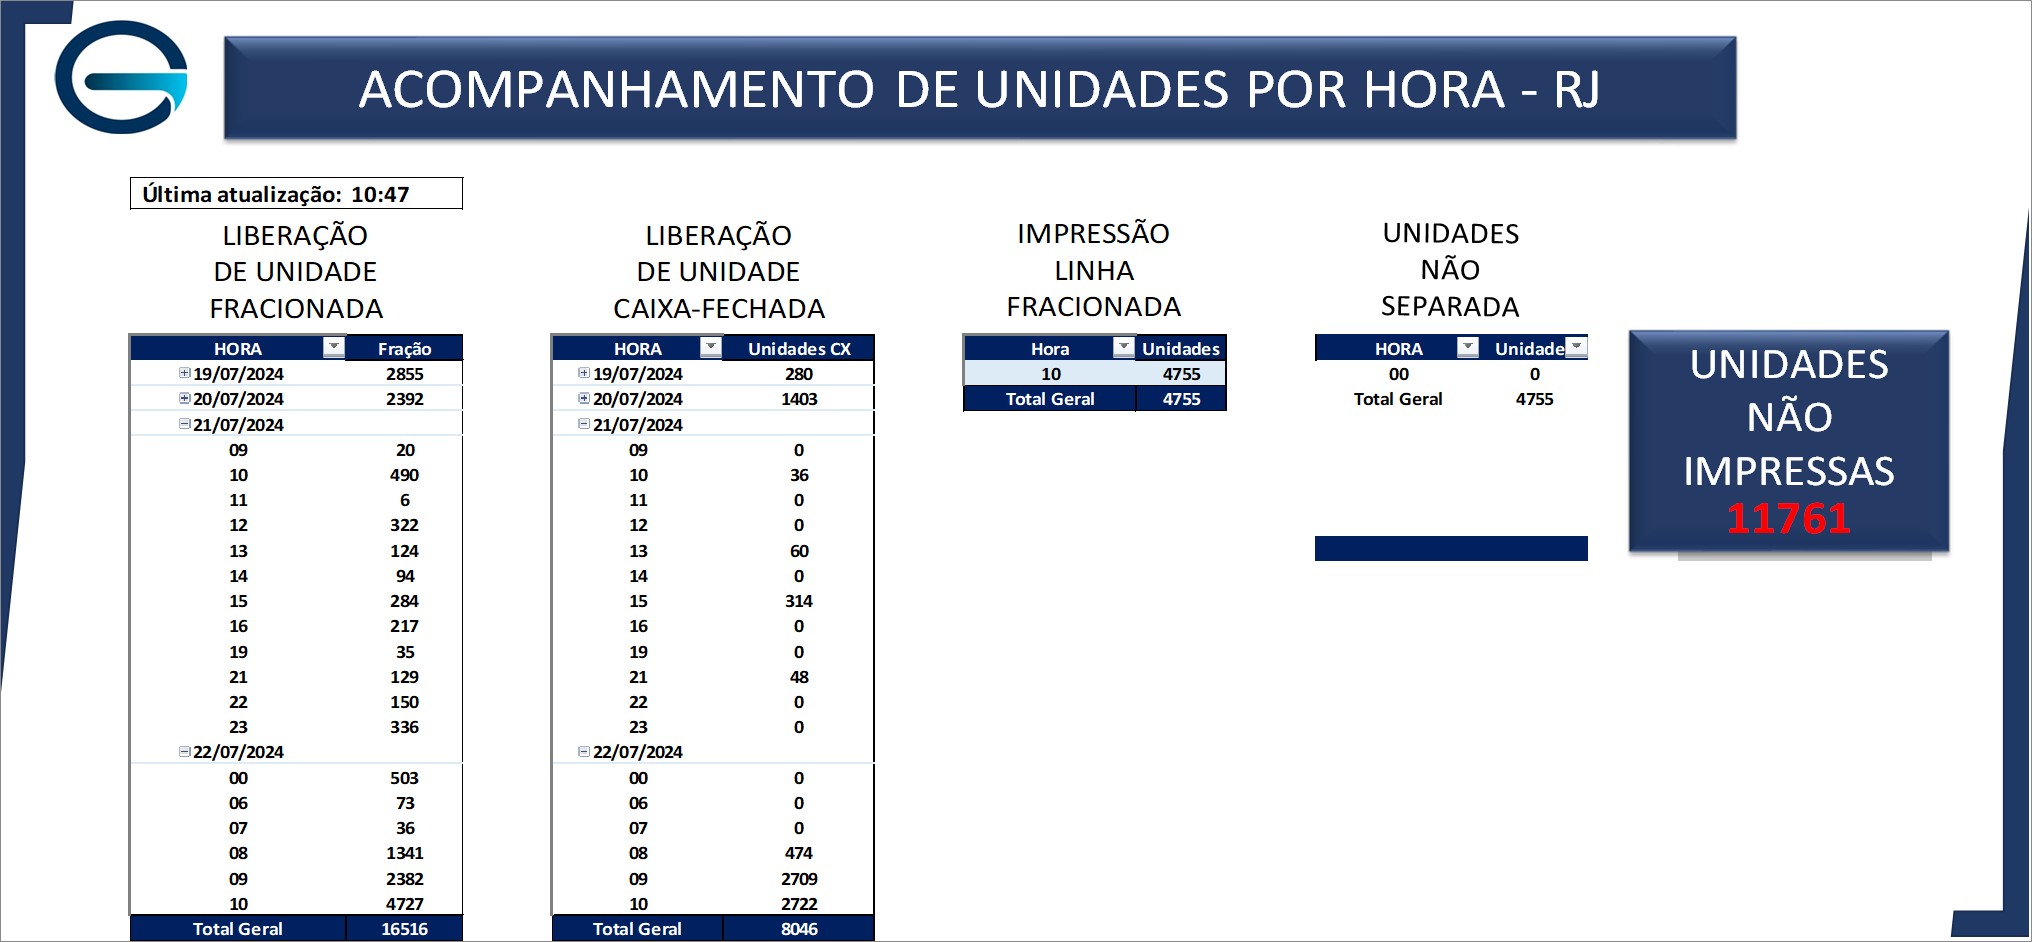 ACOMPANHAMENTO DE UNIDADES POR HORA - RJ
Última atualização: 10:47
LIBERAÇÃO
DE UNIDADE
FRACIONADA
HORA Fração
19/07/2024 2855
20/07/2024 2392
21/07/2024
09 20
10 490
11 6
12 322
13 124
14 94
15 284
16 217
19 35
21 129
22 150
23 336
22/07/2024
00 503
06 73
07 36
08 1341
09 2382
10 4727
Total Geral 16516
LIBERAÇÃO
DE UNIDADE
CAIXA-FECHADA
HORA Unidades CX
19/07/2024 280
20/07/2024 1403
21/07/2024
09 0
10 36
11 0
12 0
13 60
14 0
15 314
16 0
19 0
21 48
22 0
23 0
22/07/2024
00 0
06 0
07 0
08 474
09 2709
10 2722
Total Geral 8046
IMPRESSÃO
LINHA
FRACIONADA
Hora Unidades
10 4755
Total Geral 4755
UNIDADES
NÃO
SEPARADA
HORA Unidade
00 0
Total Geral 4755
UNIDADES
NÃO
IMPRESSAS
11761